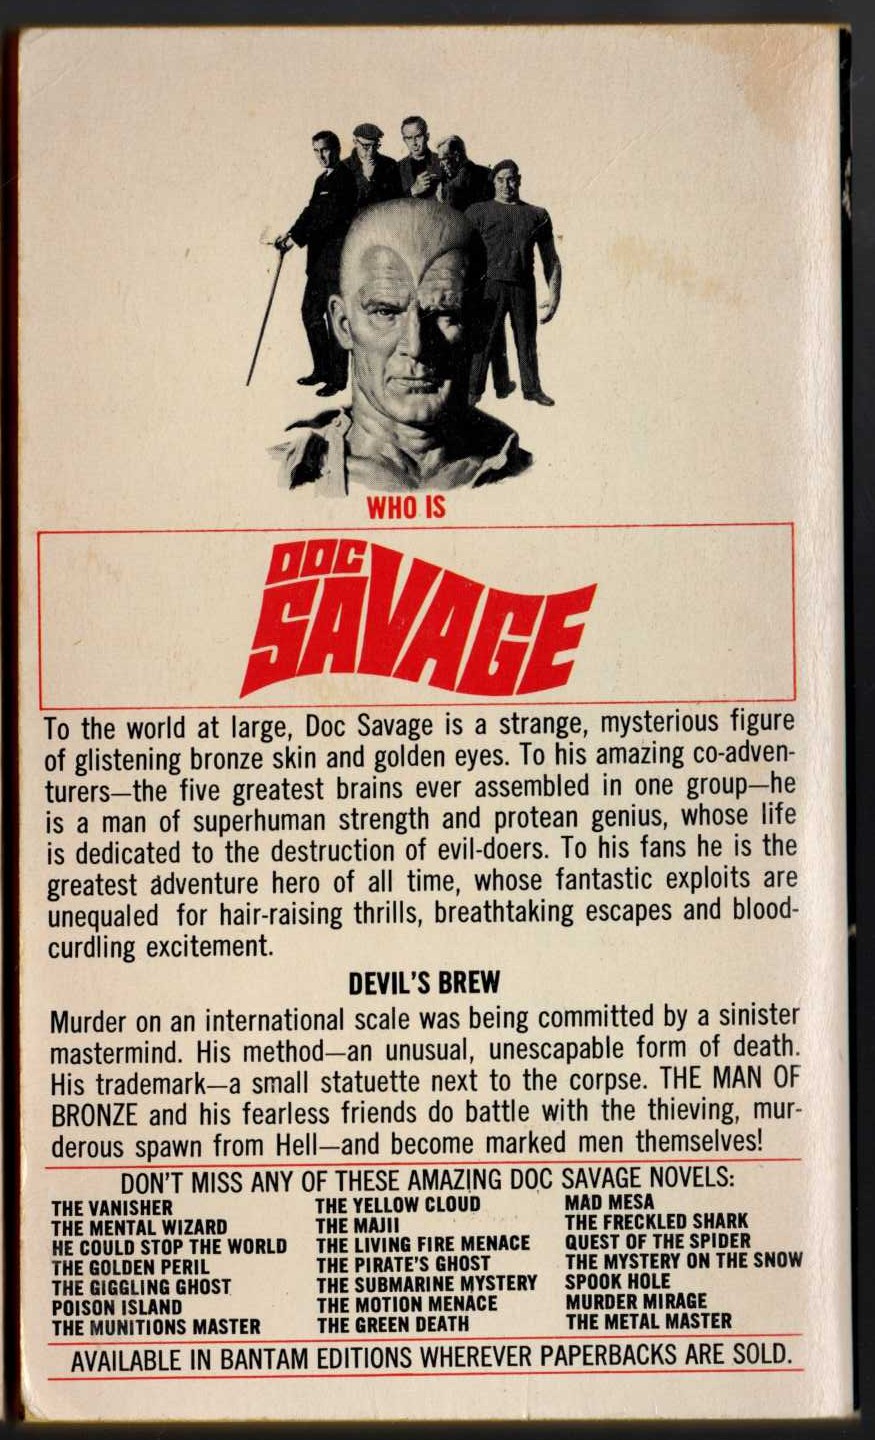 WHO IS
DOC
SAVAGE
To the world at large, Doc Savage is a strange, mysterious figure
of glistening bronze skin and golden eyes. To his amazing co-adven-
turers—the five greatest brains ever assembled in one group—he
is a man of superhuman strength and protean genius, whose life
is dedicated to the destruction of evil-doers. To his fans he is the
greatest adventure hero of all time, whose fantastic exploits are
unequaled for hair-raising thrills, breathtaking escapes and blood-
curdling excitement.
DEVIL'S BREW
Murder on an international scale was being committed by a sinister
mastermind. His method—an unusual, unescapable form of death.
His trademark—a small statuette next to the corpse. THE MAN OF
BRONZE and his fearless friends do battle with the thieving, mur-
derous spawn from Hell—and become marked men themselves!
DON'T MISS ANY OF THESE AMAZING DOC SAVAGE NOVELS:
THE VANISHER
THE MENTAL WIZARD
HE COULD STOP THE WORLD
THE GOLDEN PERIL
THE GIGGLING GHOST
POISON ISLAND
THE MUNITIONS MASTER
THE YELLOW CLOUD
THE MAJII
THE LIVING FIRE MENACE
THE PIRATE'S GHOST
THE SUBMARINE MYSTERY
THE MOTION MENACE
THE GREEN DEATH
MAD MESA
THE FRECKLED SHARK
QUEST OF THE SPIDER
THE MYSTERY ON THE SNOW
SPOOK HOLE
MURDER MIRAGE
THE METAL MASTER
AVAILABLE IN BANTAM EDITIONS WHEREVER PAPERBACKS ARE SOLD.